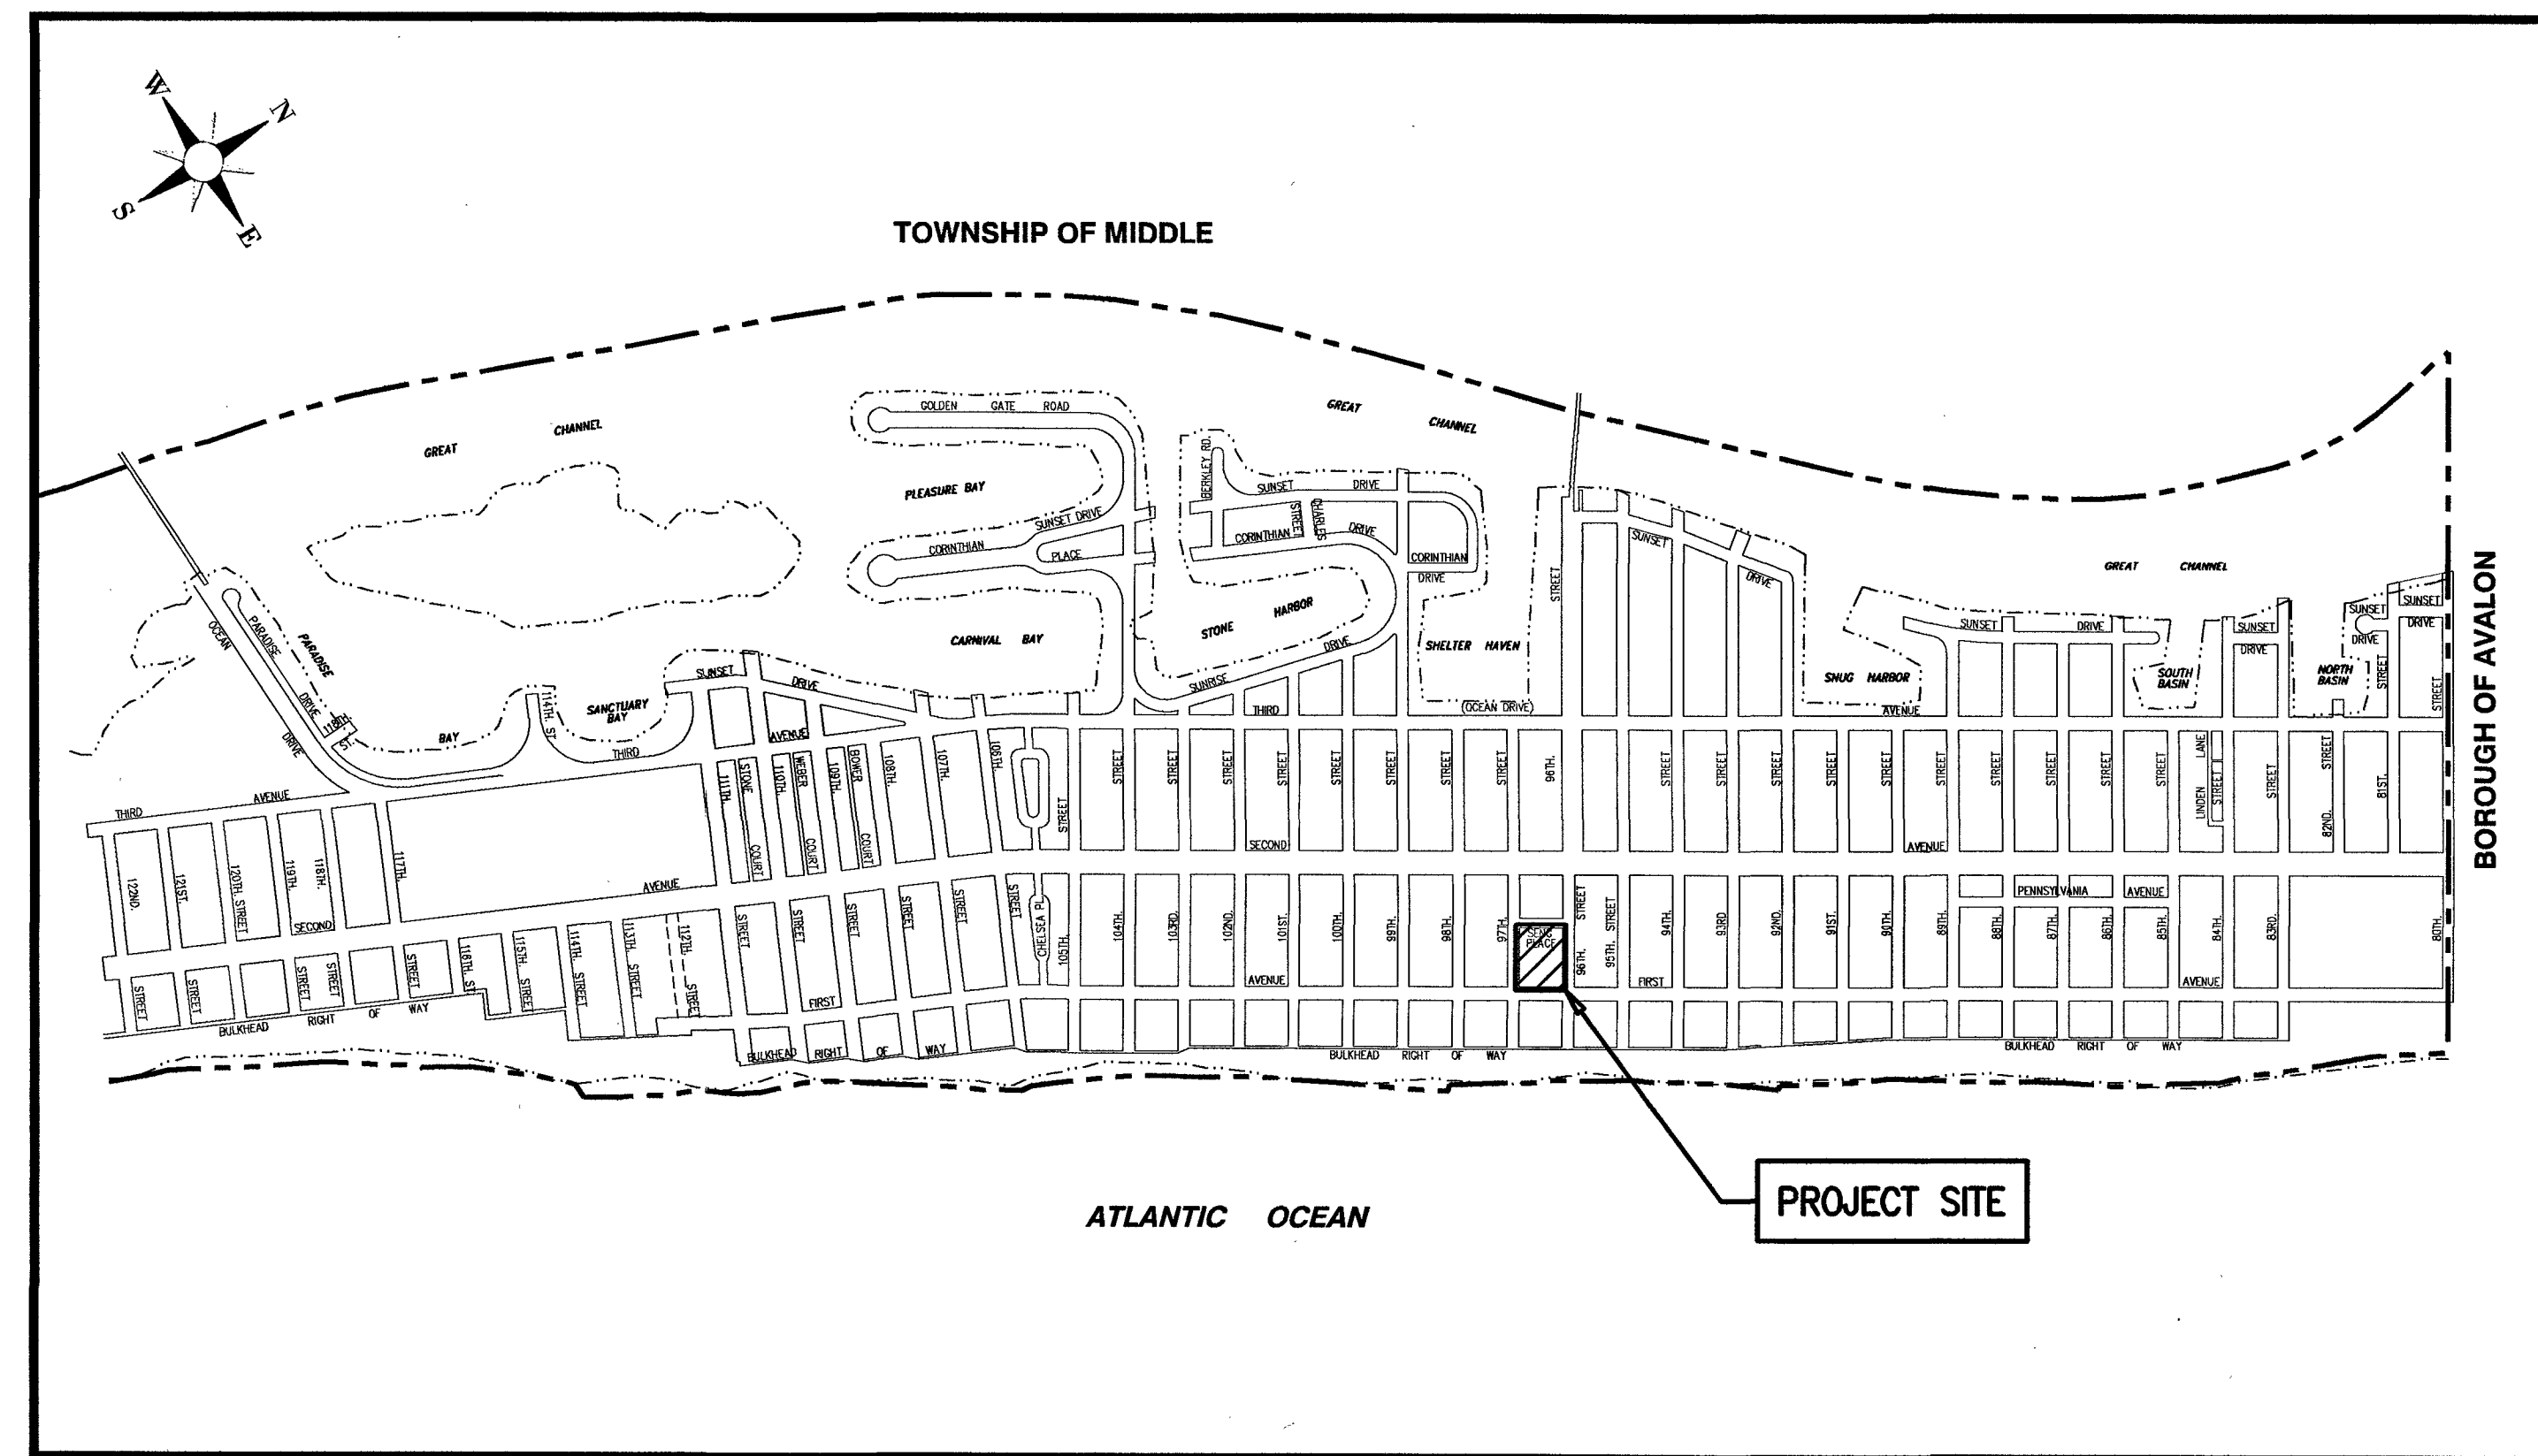 W
N
S
E
TOWNSHIP OF MIDDLE
GREAT CHANNEL
GOLDEN GATE ROAD
GREAT CHANNEL
PLEASURE BAY
BERKLEY RD.
SUNSET DRIVE
SUNSET DRIVE
CORINTHIAN
PLACE
CORINTHIAN
STREET
CHARLES
DRIVE
CORINTHIAN
DRIVE
STREET
SUNSET
DRIVE
GREAT CHANNEL
BOROUGH OF AVALON
OCEAN
PARADISE
PARADISE
DRIVE
118TH.
ST.
DRIVE
BAY
114TH. ST.
SANCTUARY
BAY
SUNSET
DRIVE
CARNIVAL BAY
STONE HARBOR
SUNRISE
DRIVE
SHELTER HAVEN
(OCEAN DRIVE)
SNUG HARBOR
SUNSET DRIVE
SOUTH
BASIN
SUNSET
DRIVE
NORTH
BASIN
SUNSET
DRIVE
STREET
SUNSET
DRIVE
STREET
THIRD
AVENUE
THIRD
AVENUE
THIRD
AVENUE
111TH.
STONE
COURT
110TH.
WEBER
COURT
109TH.
BOWER
COURT
108TH.
107TH.
106TH.
STREET
STREET
STREET
STREET
STREET
STREET
STREET
STREET
STREET
96TH.
STREET
STREET
STREET
STREET
STREET
STREET
STREET
STREET
STREET
STREET
LINDEN LANE
STREET
STREET
82ND.
STREET
81ST.
122ND.
121ST.
120TH. STREET
119TH.
118TH.
117TH.
SECOND
AVENUE
SECOND
AVENUE
PENNSYLVANIA AVENUE
STREET
STREET
STREET
STREET
STREET
116TH. ST.
115TH. STREET
114TH. STREET
113TH. STREET
112TH.
STREET
STREET
STREET
STREET
STREET
STREET
STREET
CHELSEA PL.
105TH.
104TH.
103RD.
102ND.
101ST.
100TH.
99TH.
98TH.
97TH.
SENG
PLACE
96TH. STREET
95TH. STREET
94TH.
93RD
92ND.
91ST.
90TH.
89TH.
88TH.
87TH.
86TH.
85TH.
84TH.
83RD.
80TH.
FIRST
AVENUE
FIRST
AVENUE
BULKHEAD RIGHT OF WAY
BULKHEAD RIGHT OF WAY
BULKHEAD RIGHT OF WAY
BULKHEAD RIGHT OF WAY
ATLANTIC OCEAN
PROJECT SITE